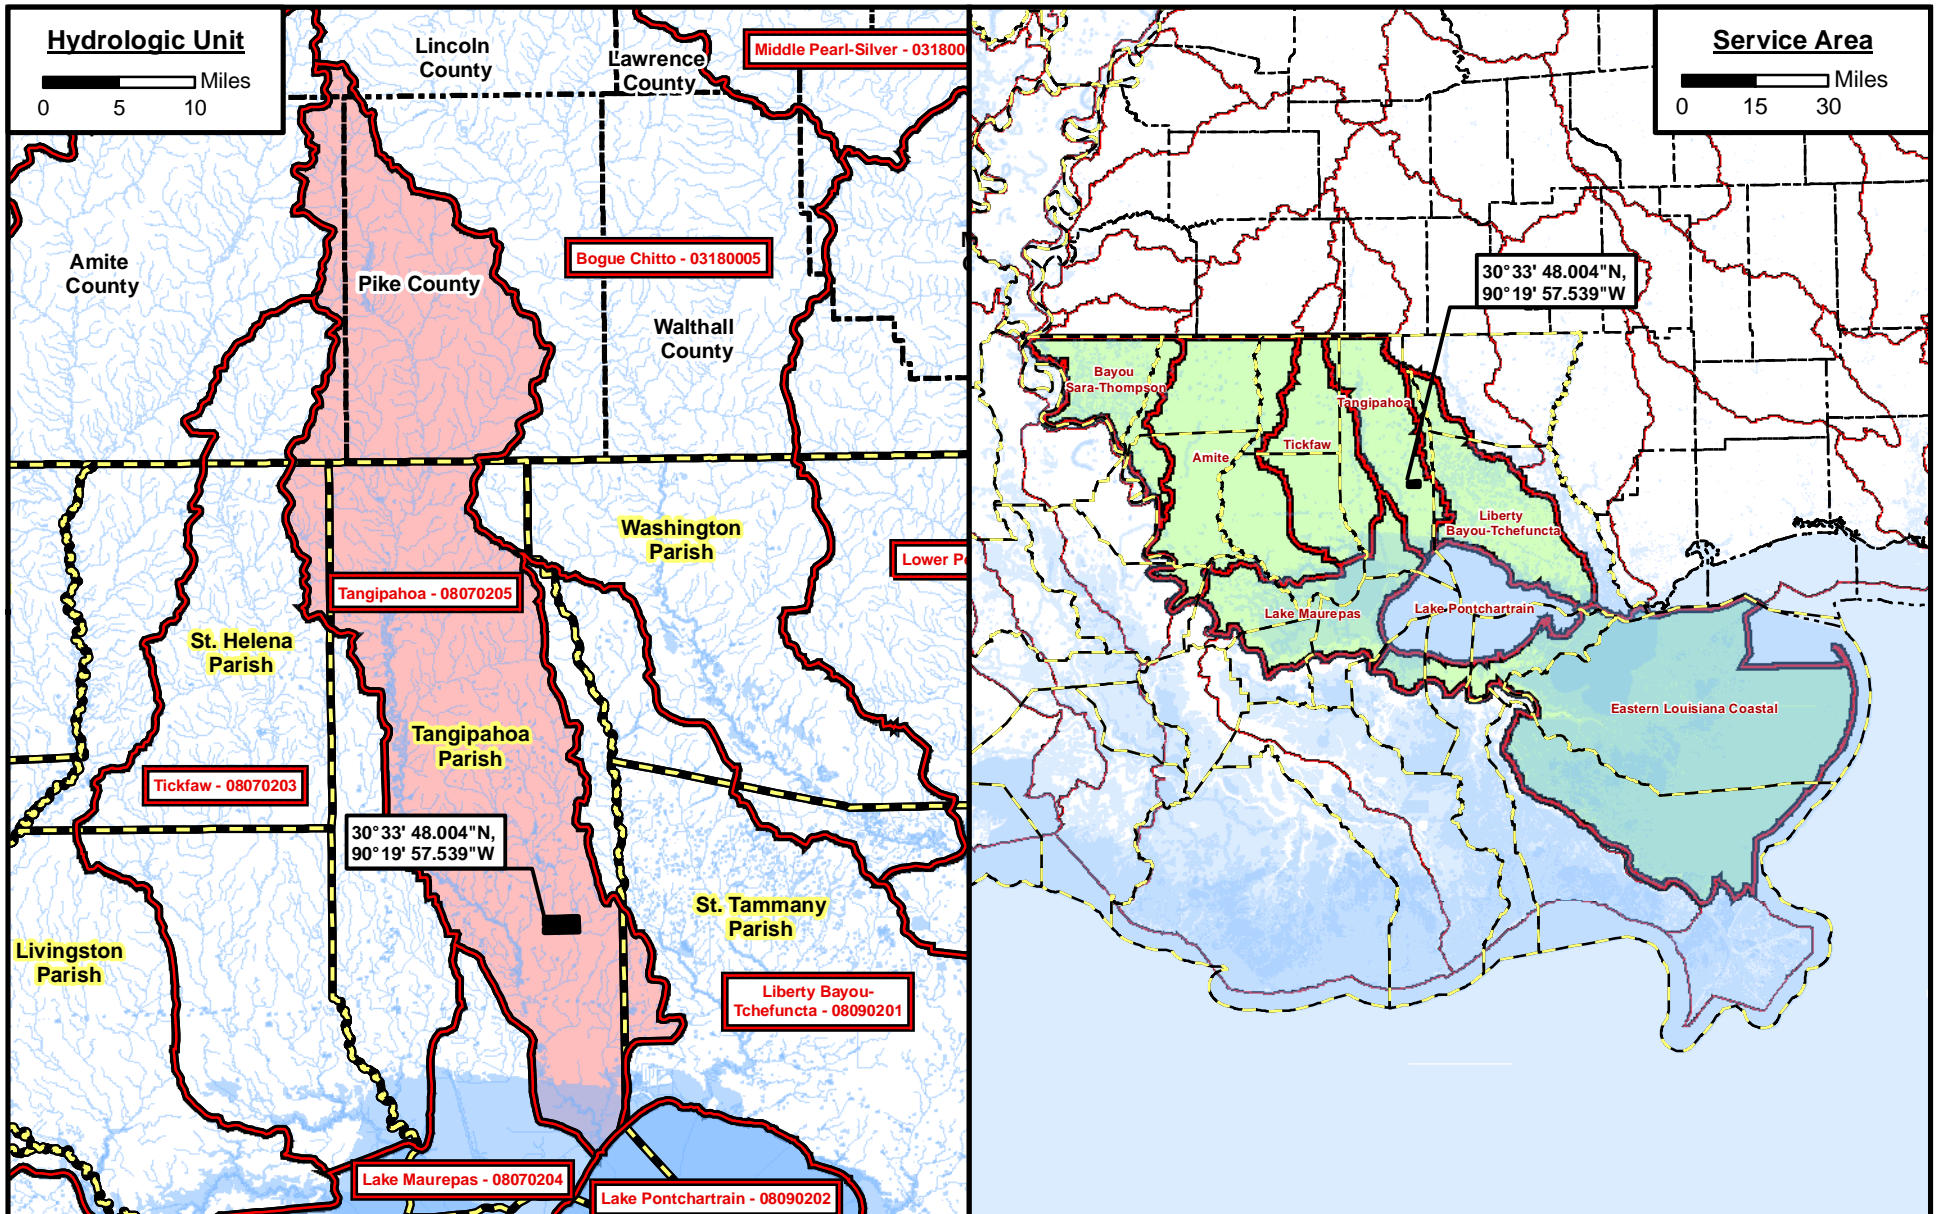 Hydrologic Unit
Miles
0 5 10
Lincoln
County
Lawrence
County
Middle Pearl-Silver - 031800
Amite
County
Pike County
Bogue Chitto - 03180005
Walthall
County
Washington
Parish
Lower
Tangipahoa - 08070205
St. Helena
Parish
Tangipahoa
Parish
Tickfaw - 08070203
30°33' 48.004"N,
90°19' 57.539"W
St. Tammany
Parish
Livingston
Parish
Liberty Bayou-
Tchefuncta - 08090201
Lake Maurepas - 08070204
Lake Pontchartrain - 08090202
Service Area
Miles
0 15 30
30°33' 48.004"N,
90°19' 57.539"W
Bayou
Sara-Thompson
Tangipahoa
Tickfaw
Amite
Liberty
Bayou-Tchefuncta
Lake Maurepas
Lake Pontchartrain
Eastern Louisiana Coastal